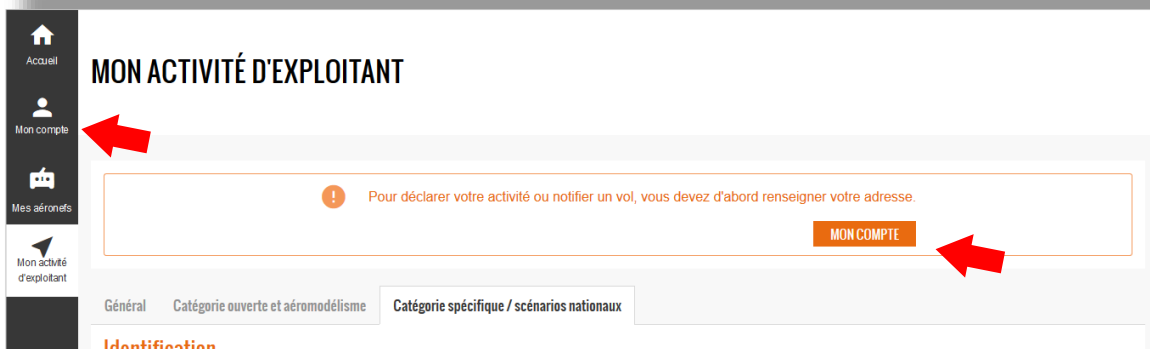 Accueil
MON ACTIVITÉ D'EXPLOITANT
Mon compte
Mes aéronefs
Pour déclarer votre activité ou notifier un vol, vous devez d'abord renseigner votre adresse.
MON COMPTE
Mon activité
d'exploitant
Général Catégorie ouverte et aéromodélisme Catégorie spécifique / scénarios nationaux
Identification